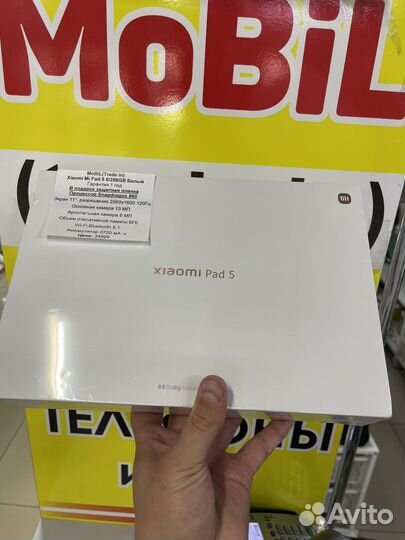 MoBiL
MoBiL(Trade-in)
Xiaomi Mi Pad 5 6/256GB Белый
Гарантия 1 год
В подарок защитная пленка
Процессор Snapdragon 860
Экран 11", разрешение 2560x1600 120Гц
Основная камера 13 МП
Фронтальная камера 8 МП
Объем оперативной памяти 6Гб
Wi-Fi,Bluetooth 5.1
Аккумулятор 8720 мА·ч
Цена: 34999
mi
xiaomi Pad 5
Dolby Vision
ТЕЛЕФОНЫ
И
Avito